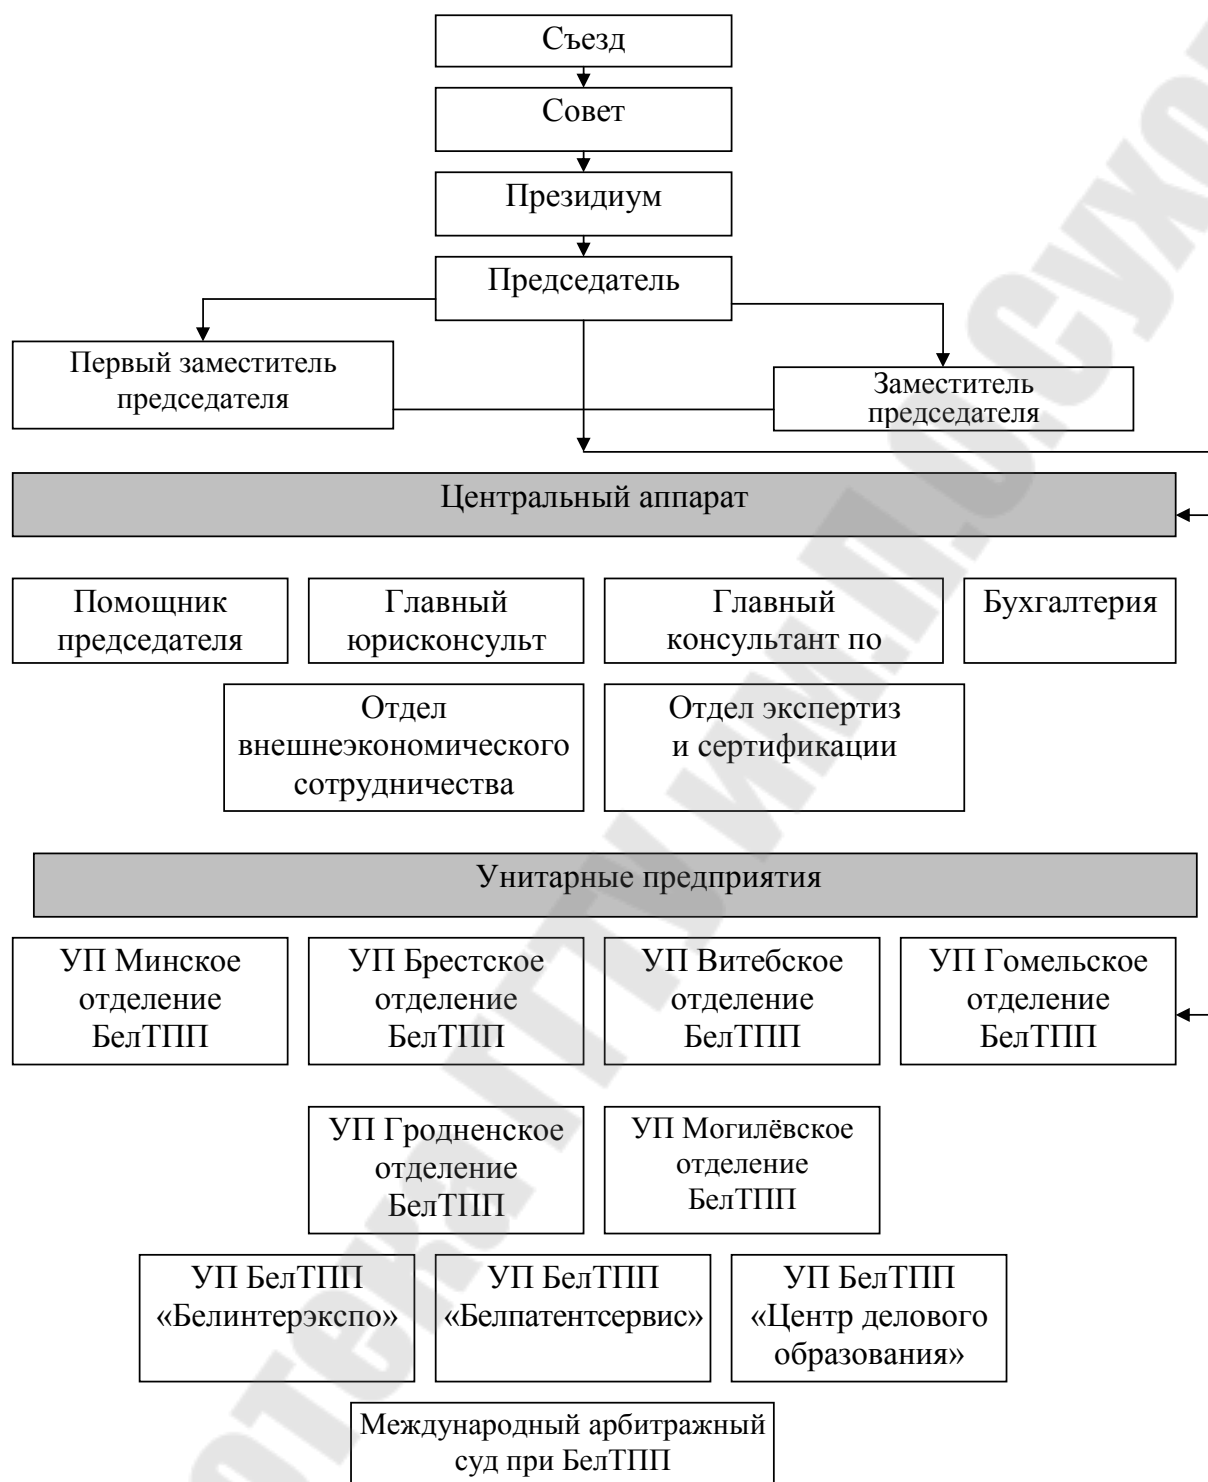 Съезд
Совет
Президиум
Председатель
Первый заместитель
председателя
Заместитель
председателя
Центральный аппарат
Помощник
председателя
Главный
юрисконсульт
Главный
консультант по
Бухгалтерия
Отдел
внешнеэкономического
сотрудничества
Отдел экспертиз
и сертификации
Унитарные предприятия
УП Минское
отделение
БелТПП
УП Брестское
отделение
БелТПП
УП Витебское
отделение
БелТПП
УП Гомельское
отделение
БелТПП
УП Гродненское
отделение
БелТПП
УП Могилёвское
отделение
БелТПП
УП БелТПП
«Белинтерэкспо»
УП БелТПП
«Белпатентсервис»
УП БелТПП
«Центр делового
образования»
Международный арбитражный
суд при БелТПП